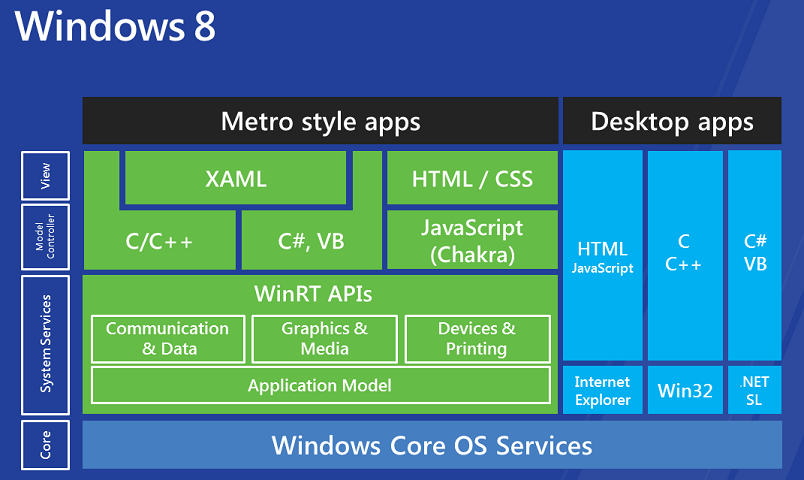 Windows 8
Metro style apps
Desktop apps
View
XAML
HTML / CSS
Model
Controller
C/C++
C#, VB
JavaScript
(Chakra)
HTML
JavaScript
C
C++
C#
VB
System Services
WinRT APIs
Communication
& Data
Graphics &
Media
Devices &
Printing
Application Model
Internet
Explorer
Win32
.NET
SL
Core
Windows Core OS Services